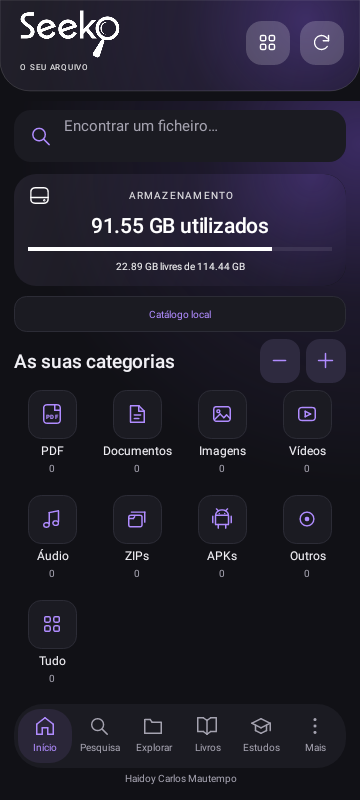 Seeko
O SEU ARQUIVO
Encontrar um ficheiro...
ARMAZENAMENTO
91.55 GB utilizados
22.89 GB livres de 114.44 GB
Catálogo local
As suas categorias
PDF
PDF Documentos Imagens Vídeos
0 0 0 0
Áudio ZIPs APKs Outros
0 0 0 0
Tudo
0
Início Pesquisa Explorar Livros Estudos Mais
Haidoy Carlos Mautempo